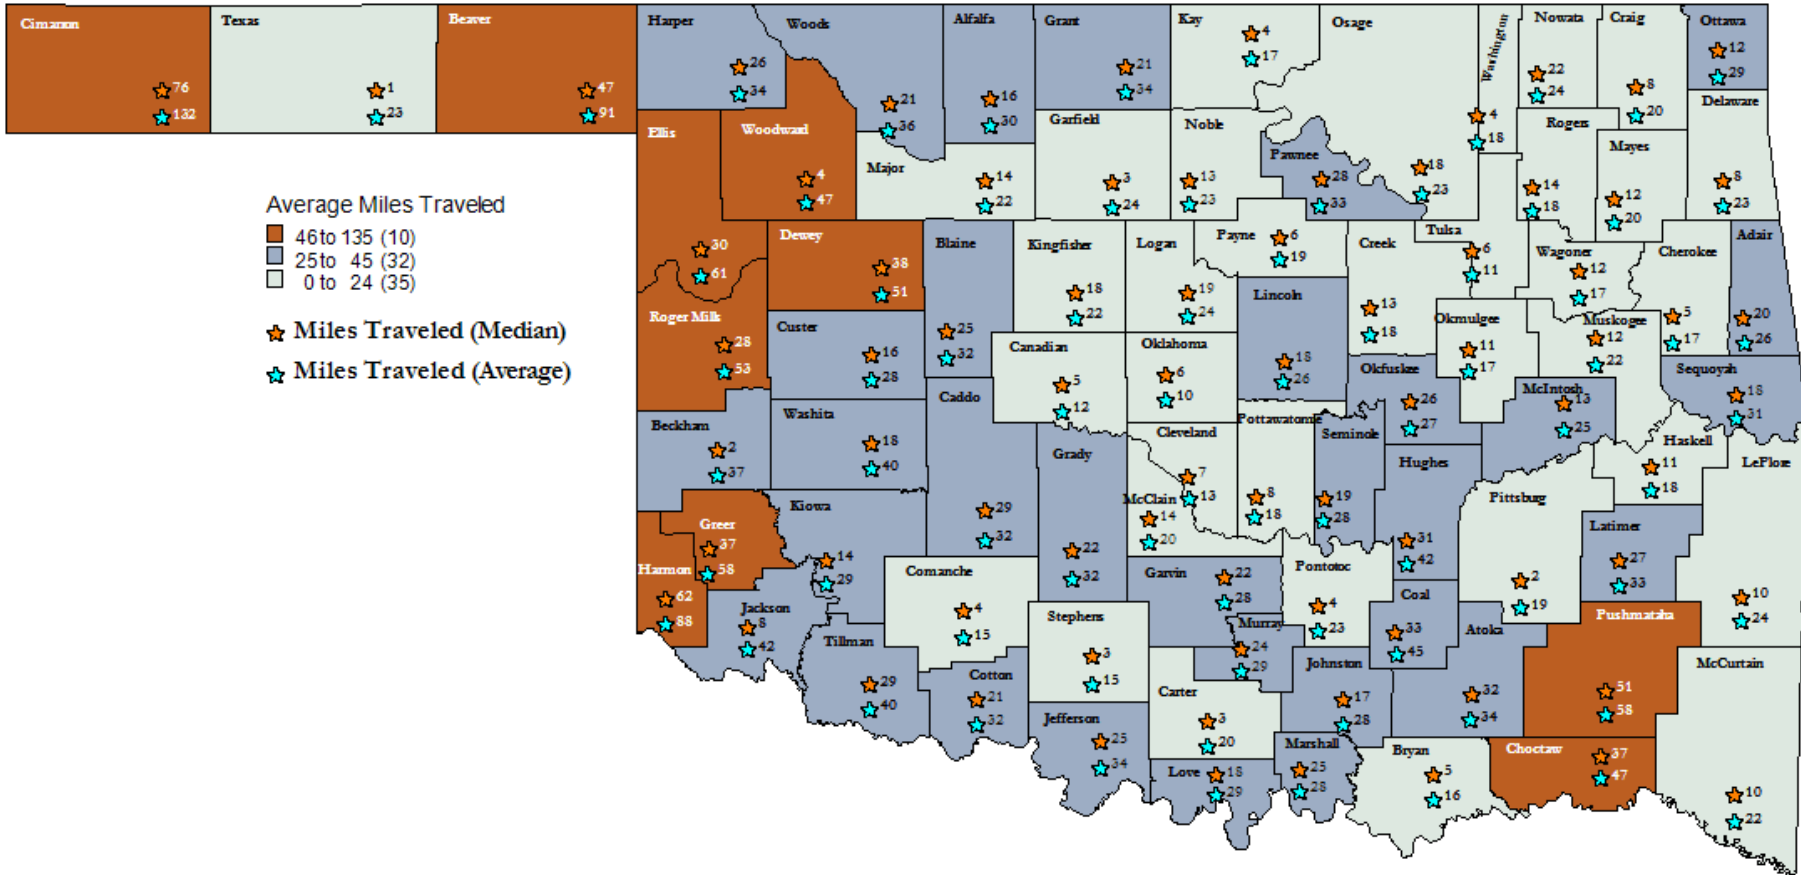 Cimarron
76
132
Texas
1
23
Beaver
47
91
Harper
26
34
Woods
21
36
Alfalfa
16
30
Grant
21
34
Kay
4
17
Osage
18
23
Washington
4
18
Nowata
22
24
Craig
8
20
Ottawa
12
29
Delaware
8
23
Ellis
30
61
Woodward
4
47
Major
14
22
Garfield
3
24
Noble
13
23
Pawnee
28
33
Rogers
14
18
Mayes
12
20
Average Miles Traveled
46 to 135 (10)
25 to 45 (32)
0 to 24 (35)
Miles Traveled (Median)
Miles Traveled (Average)
Dewey
38
51
Blaine
25
32
Kingfisher
18
22
Logan
19
24
Payne
6
19
Creek
13
18
Tulsa
6
11
Wagoner
12
17
Cherokee
5
17
Adair
20
26
Roger Mills
28
53
Custer
16
28
Canadian
5
12
Oklahoma
6
10
Lincoln
18
26
Okmulgee
11
17
Muskogee
12
22
Okfuskee
26
27
McIntosh
13
25
Sequoyah
18
31
Beckham
2
37
Washita
18
40
Caddo
29
32
Grady
22
32
Cleveland
7
13
McClain
14
20
Pottawatomie
8
18
Seminole
19
28
Hughes
31
42
Pittsburg
2
19
Haskell
11
18
LeFlore
10
24
Greer
37
58
Kiowa
14
29
Latimer
27
33
Harmon
62
88
Jackson
8
42
Comanche
4
15
Garvin
22
28
Pontotoc
4
23
Coal
33
45
Tillman
29
40
Stephens
3
15
Murray
24
29
Johnston
17
28
Atoka
32
34
Pushmataha
51
58
McCurtain
10
22
Cotton
21
32
Jefferson
25
34
Carter
3
20
Love
18
29
Marshall
25
28
Bryan
5
16
Choctaw
37
47